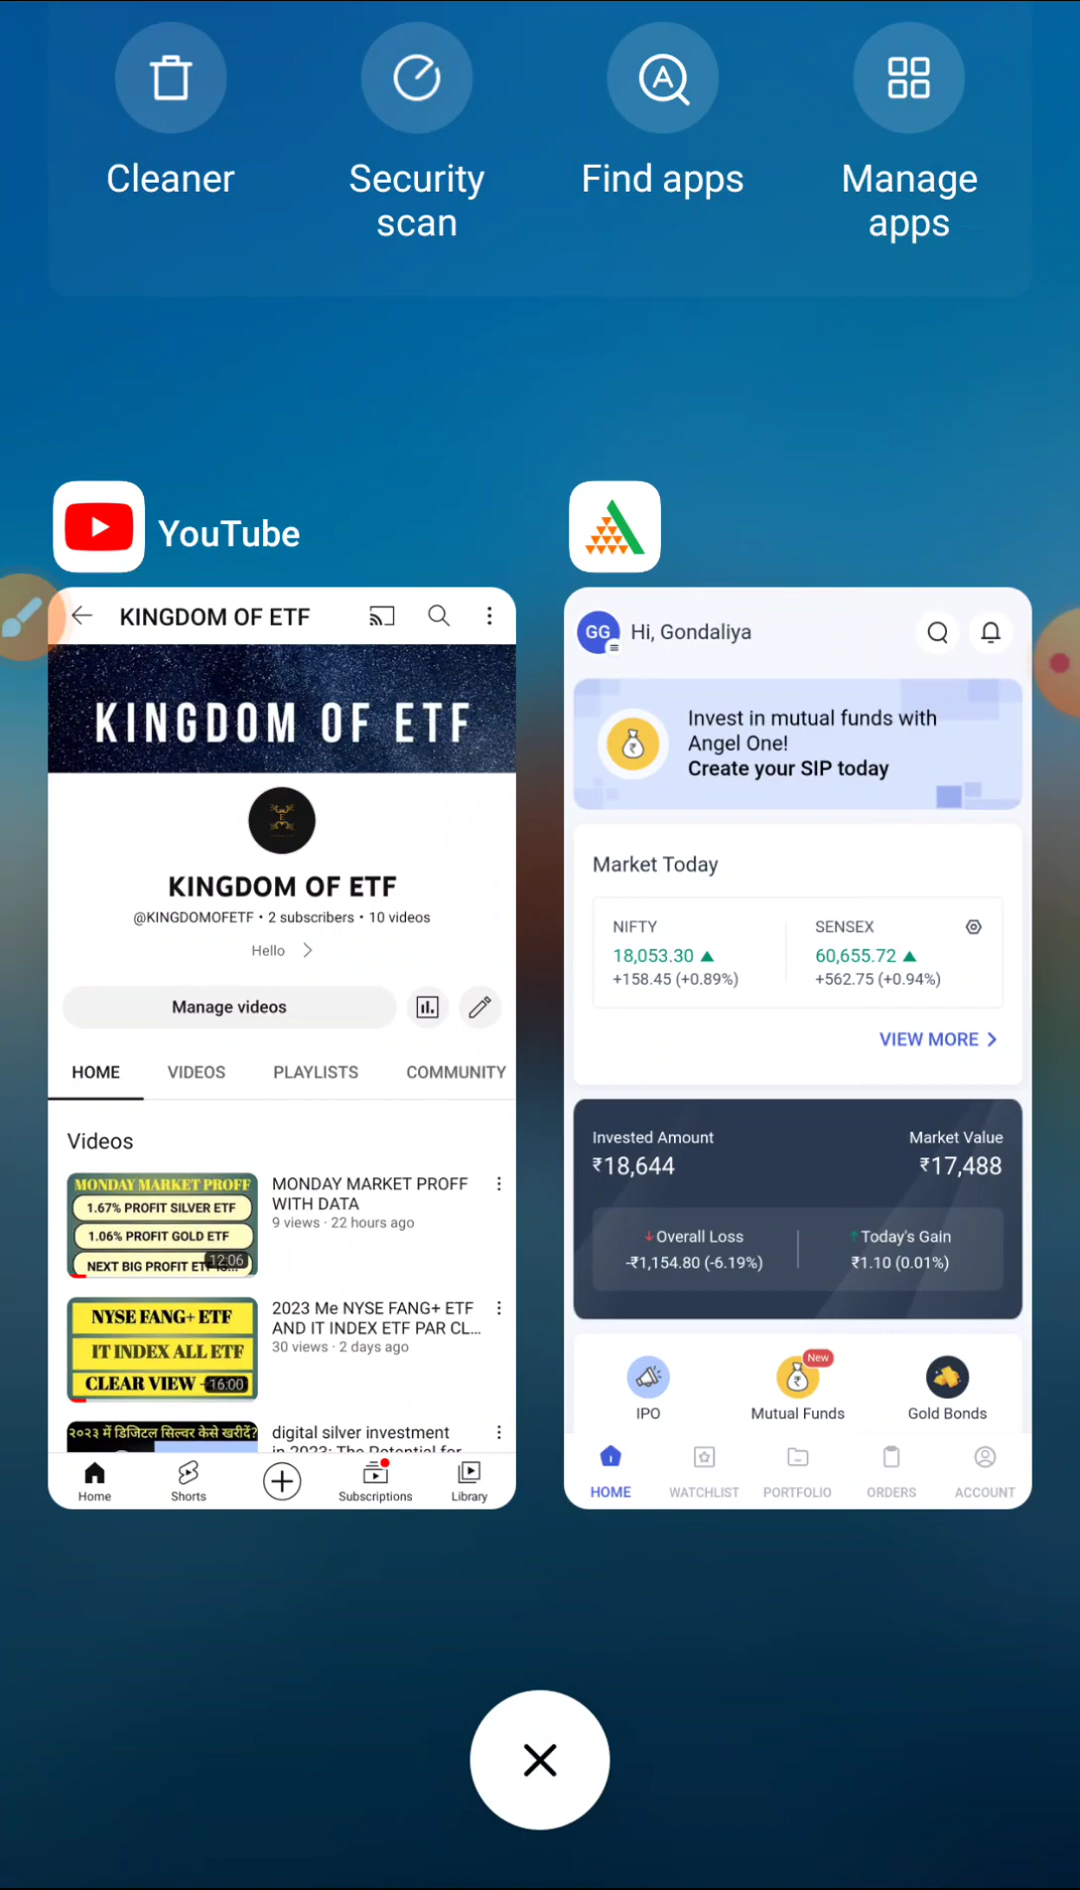 Cleaner
Security scan
Find apps
Manage apps
YouTube
KINGDOM OF ETF
KINGDOM OF ETF
E
KINGDOM OF ETF
@KINGDOMOFETF • 2 subscribers • 10 videos
Hello
Manage videos
HOME VIDEOS PLAYLISTS COMMUNITY
Videos
MONDAY MARKET PROFF
1.67% PROFIT SILVER ETF
1.06% PROFIT GOLD ETF
NEXT BIG PROFIT
12:06
MONDAY MARKET PROFF
WITH DATA
9 views · 22 hours ago
NYSE FANG+ ETF
IT INDEX ALL ETF
CLEAR VIEW
16:00
2023 Me NYSE FANG+ ETF
AND IT INDEX ETF PAR CL...
30 views · 2 days ago
२०२३ में डिजिटल सिल्वर केसे खरीदें?
digital silver investment
in 2023: The Potential for
Home Shorts Subscriptions Library
GG
Hi, Gondaliya
Invest in mutual funds with
Angel One!
Create your SIP today
Market Today
NIFTY
18,053.30
+158.45 (+0.89%)
SENSEX
60,655.72
+562.75 (+0.94%)
VIEW MORE
Invested Amount
₹18,644
Market Value
₹17,488
Overall Loss
-₹1,154.80 (-6.19%)
Today's Gain
₹1.10 (0.01%)
New
IPO Mutual Funds Gold Bonds
HOME WATCHLIST PORTFOLIO ORDERS ACCOUNT